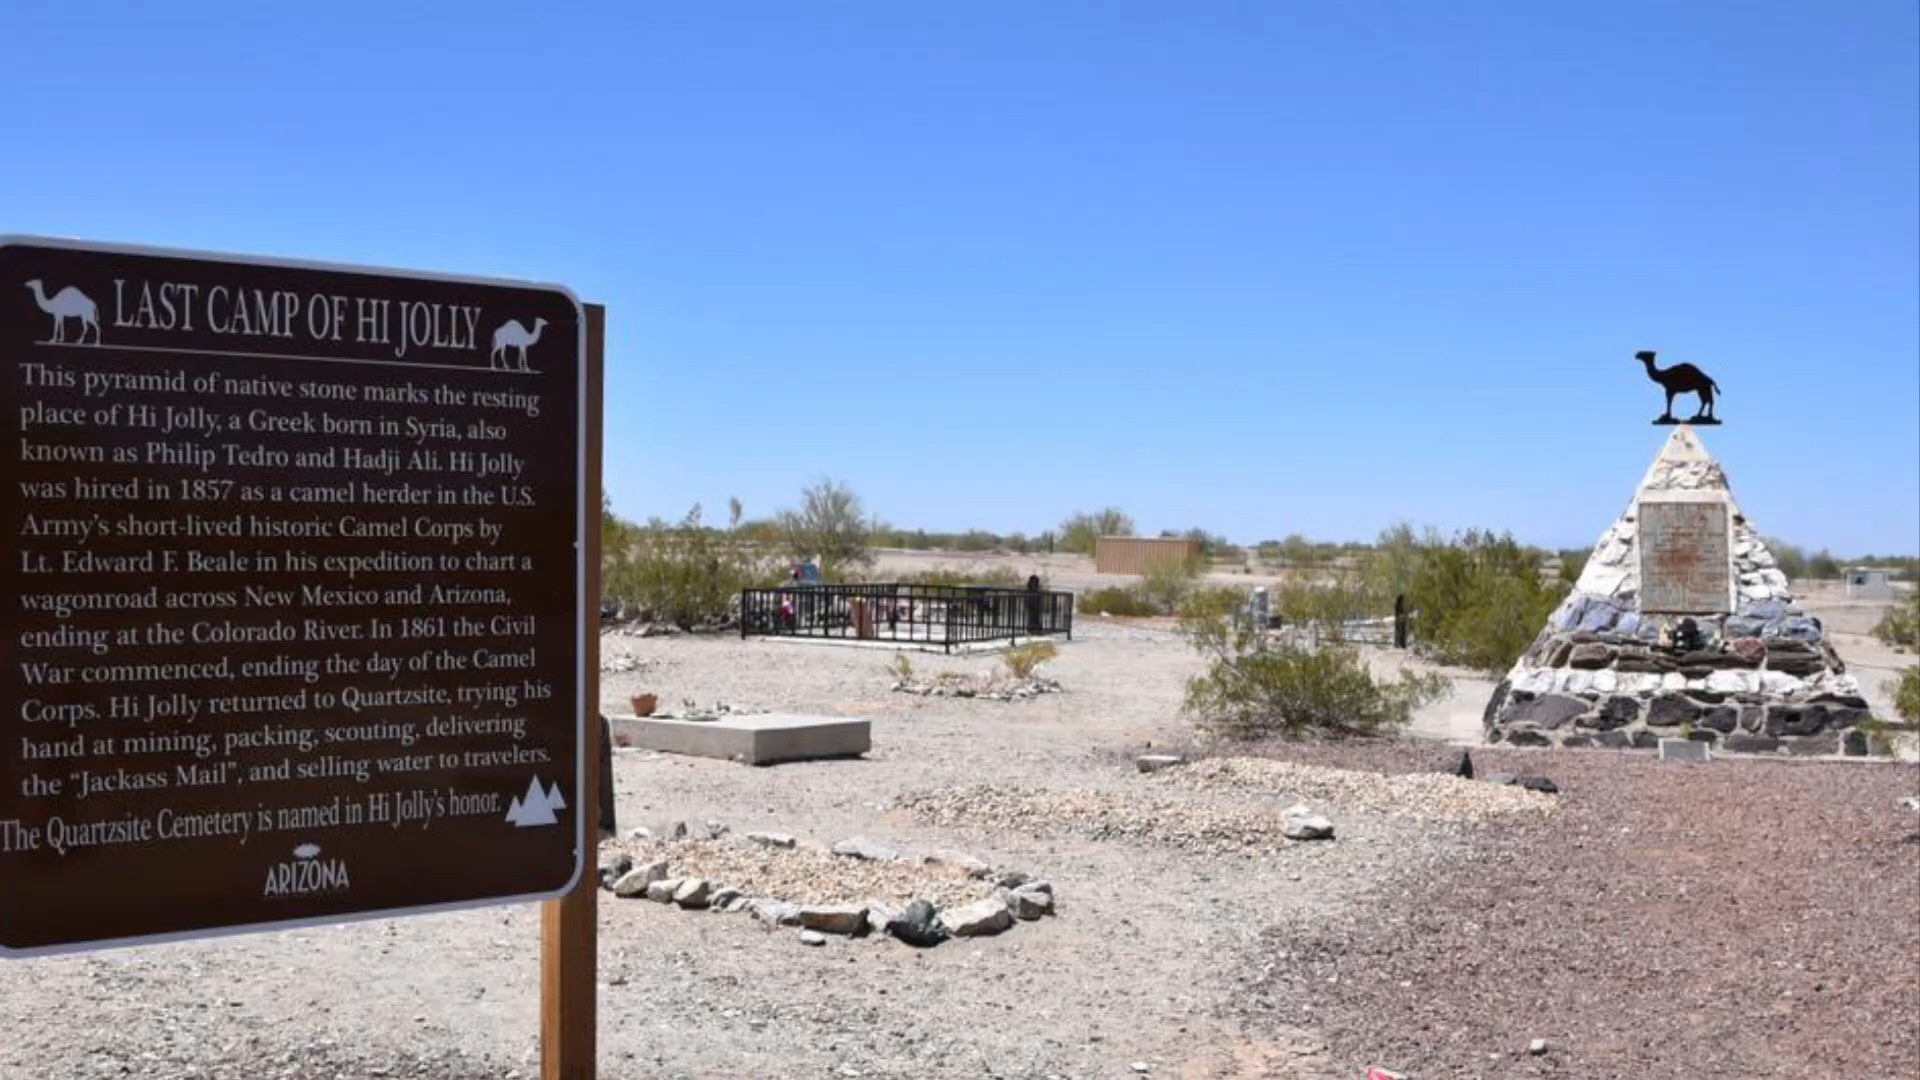 LAST CAMP OF HI JOLLY
This pyramid of native stone marks the resting
place of Hi Jolly, a Greek born in Syria, also
known as Philip Tedro and Hadji Ali. Hi Jolly
was hired in 1857 as a camel herder in the U.S.
Army's short-lived historic Camel Corps by
Lt. Edward F. Beale in his expedition to chart a
wagonroad across New Mexico and Arizona,
ending at the Colorado River. In 1861 the Civil
War commenced, ending the day of the Camel
Corps. Hi Jolly returned to Quartzsite, trying his
hand at mining, packing, scouting, delivering
the "Jackass Mail", and selling water to travelers.
The Quartzsite Cemetery is named in Hi Jolly's honor.
ARIZONA